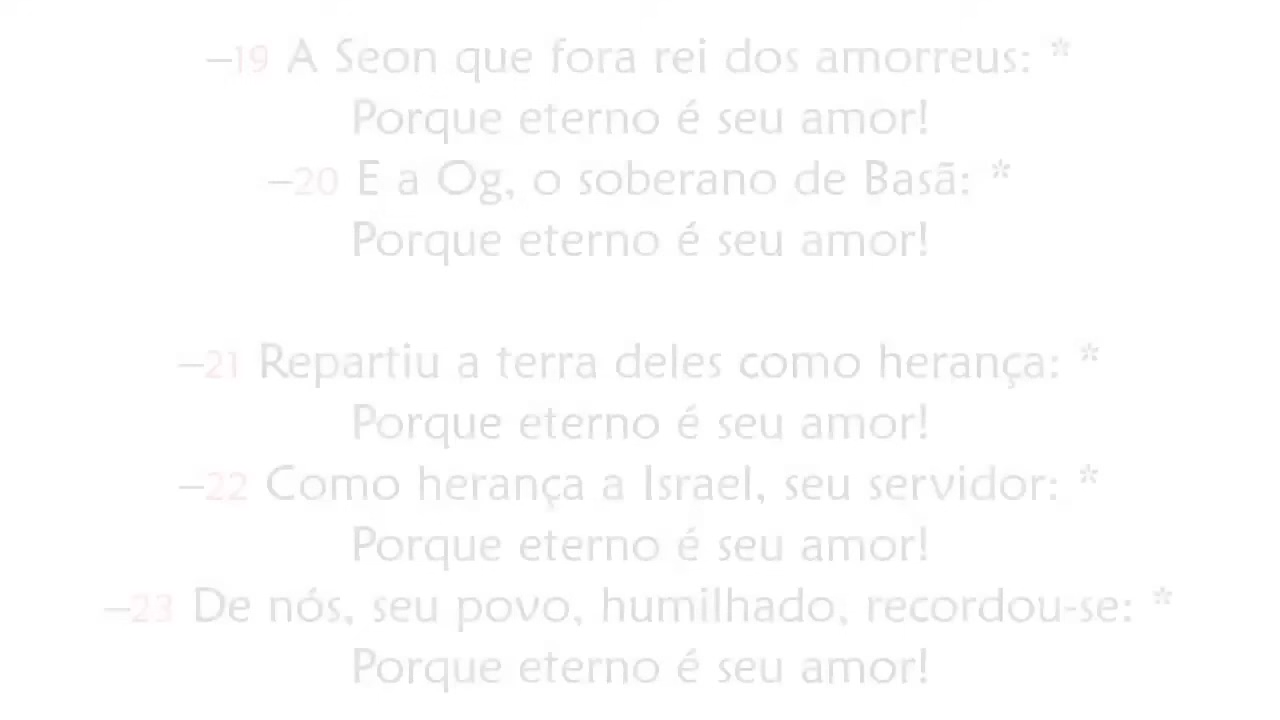 –19 A Seon que fora rei dos amorreus: *
Porque eterno é seu amor!
–20 E a Og, o soberano de Basã: *
Porque eterno é seu amor!
–21 Repartiu a terra deles como herança: *
Porque eterno é seu amor!
–22 Como herança a Israel, seu servidor: *
Porque eterno é seu amor!
–23 De nós, seu povo, humilhado, recordou-se: *
Porque eterno é seu amor!